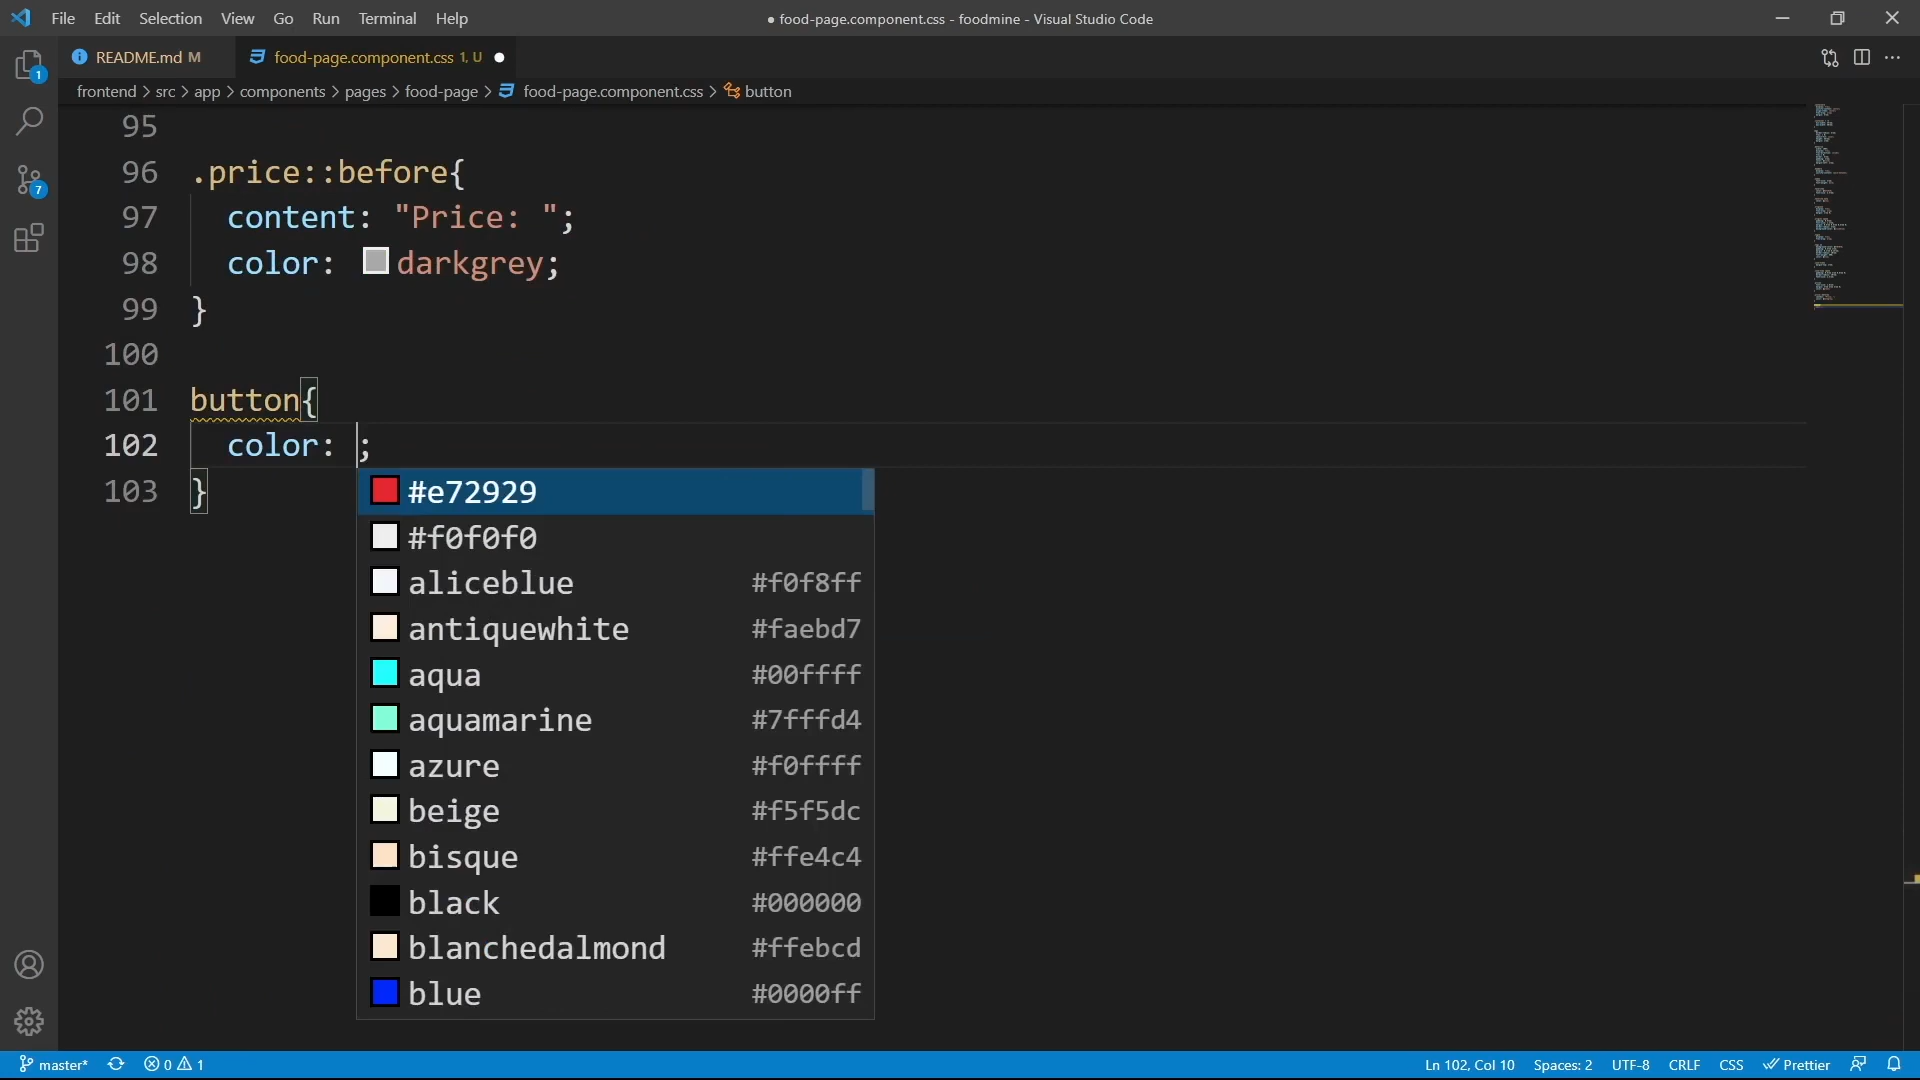 File Edit Selection View Go Run Terminal Help
● food-page.component.css - foodmine - Visual Studio Code
README.md M
food-page.component.css 1, U
frontend > src > app > components > pages > food-page > food-page.component.css > button
1
7
95
96 .price::before{
97 content: "Price: ";
98 color: darkgrey;
99 }
100
101 button{
102 color: ;
103 }
#e72929
#f0f0f0
aliceblue #f0f8ff
antiquewhite #faebd7
aqua #00ffff
aquamarine #7fffd4
azure #f0ffff
beige #f5f5dc
bisque #ffe4c4
black #000000
blanchedalmond #ffebcd
blue #0000ff
master* 0 1 Ln 102, Col 10 Spaces: 2 UTF-8 CRLF CSS Prettier